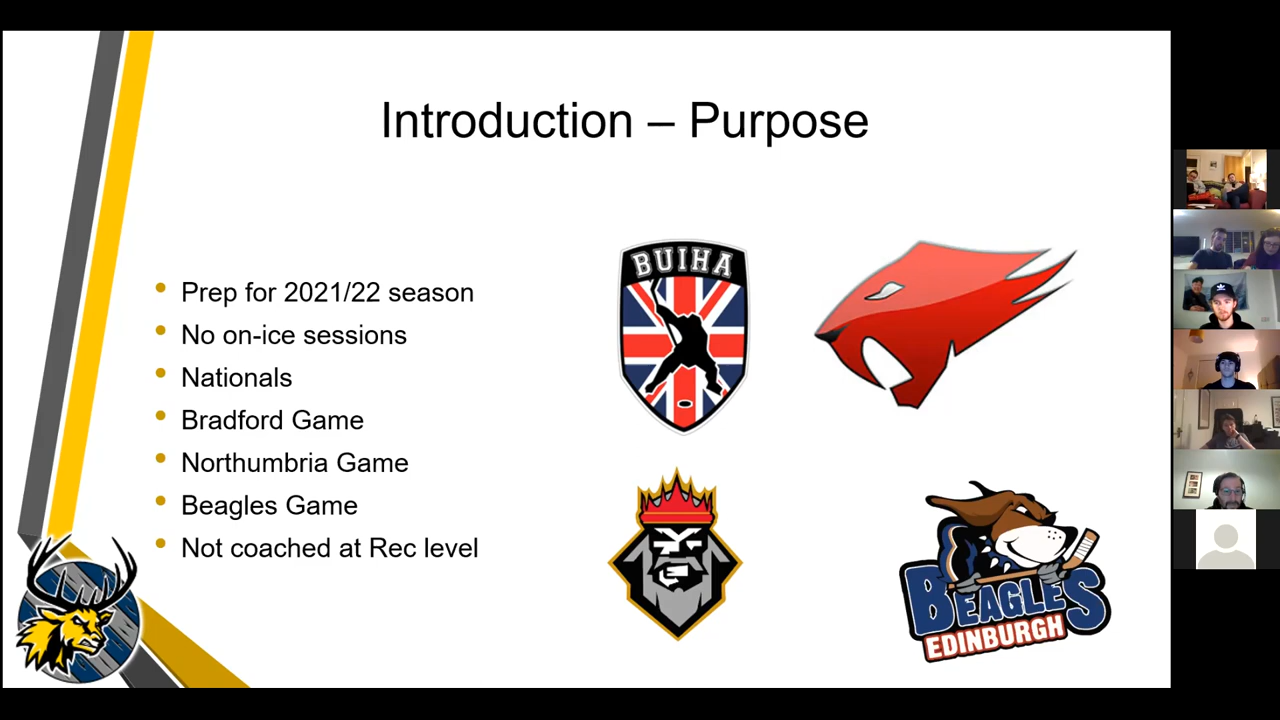 Introduction – Purpose
Prep for 2021/22 season
No on-ice sessions
Nationals
Bradford Game
Northumbria Game
Beagles Game
Not coached at Rec level
BUIHA
BEAGLES
EDINBURGH